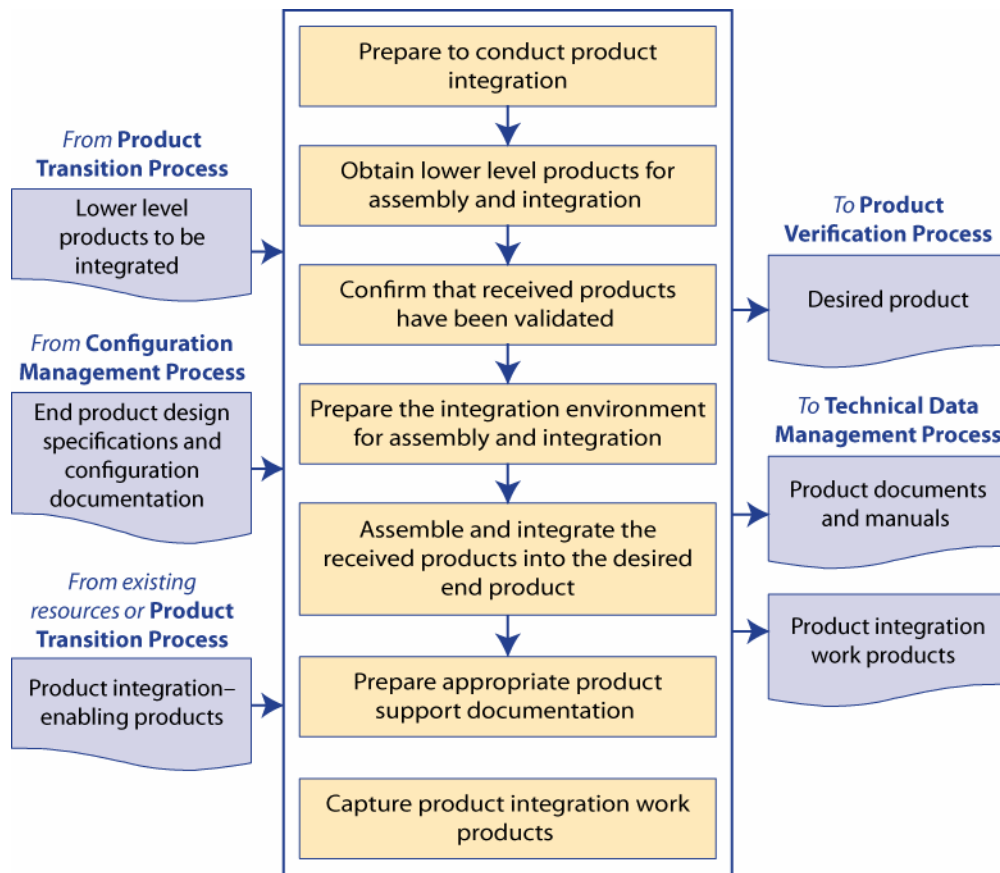 Prepare to conduct product
integration
Obtain lower level products for
assembly and integration
Confirm that received products
have been validated
Prepare the integration environment
for assembly and integration
Assemble and integrate the
received products into the desired
end product
Prepare appropriate product
support documentation
Capture product integration work
products
From Product
Transition Process
Lower level
products to be
integrated
From Configuration
Management Process
End product design
specifications and
configuration
documentation
From existing
resources or Product
Transition Process
Product integration–
enabling products
To Product
Verification Process
Desired product
To Technical Data
Management Process
Product documents
and manuals
Product integration
work products